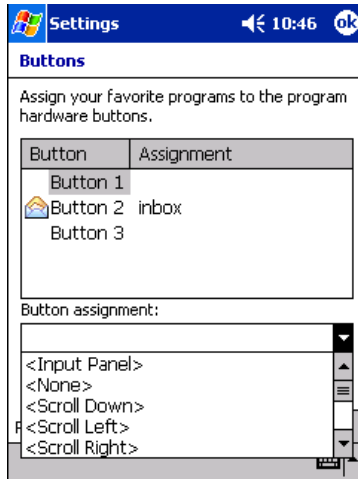 Settings 10:46 ok
Buttons
Assign your favorite programs to the program
hardware buttons.
Button Assignment
Button 1
Button 2 inbox
Button 3
Button assignment:
<Input Panel>
<None>
<Scroll Down>
<Scroll Left>
<Scroll Right>